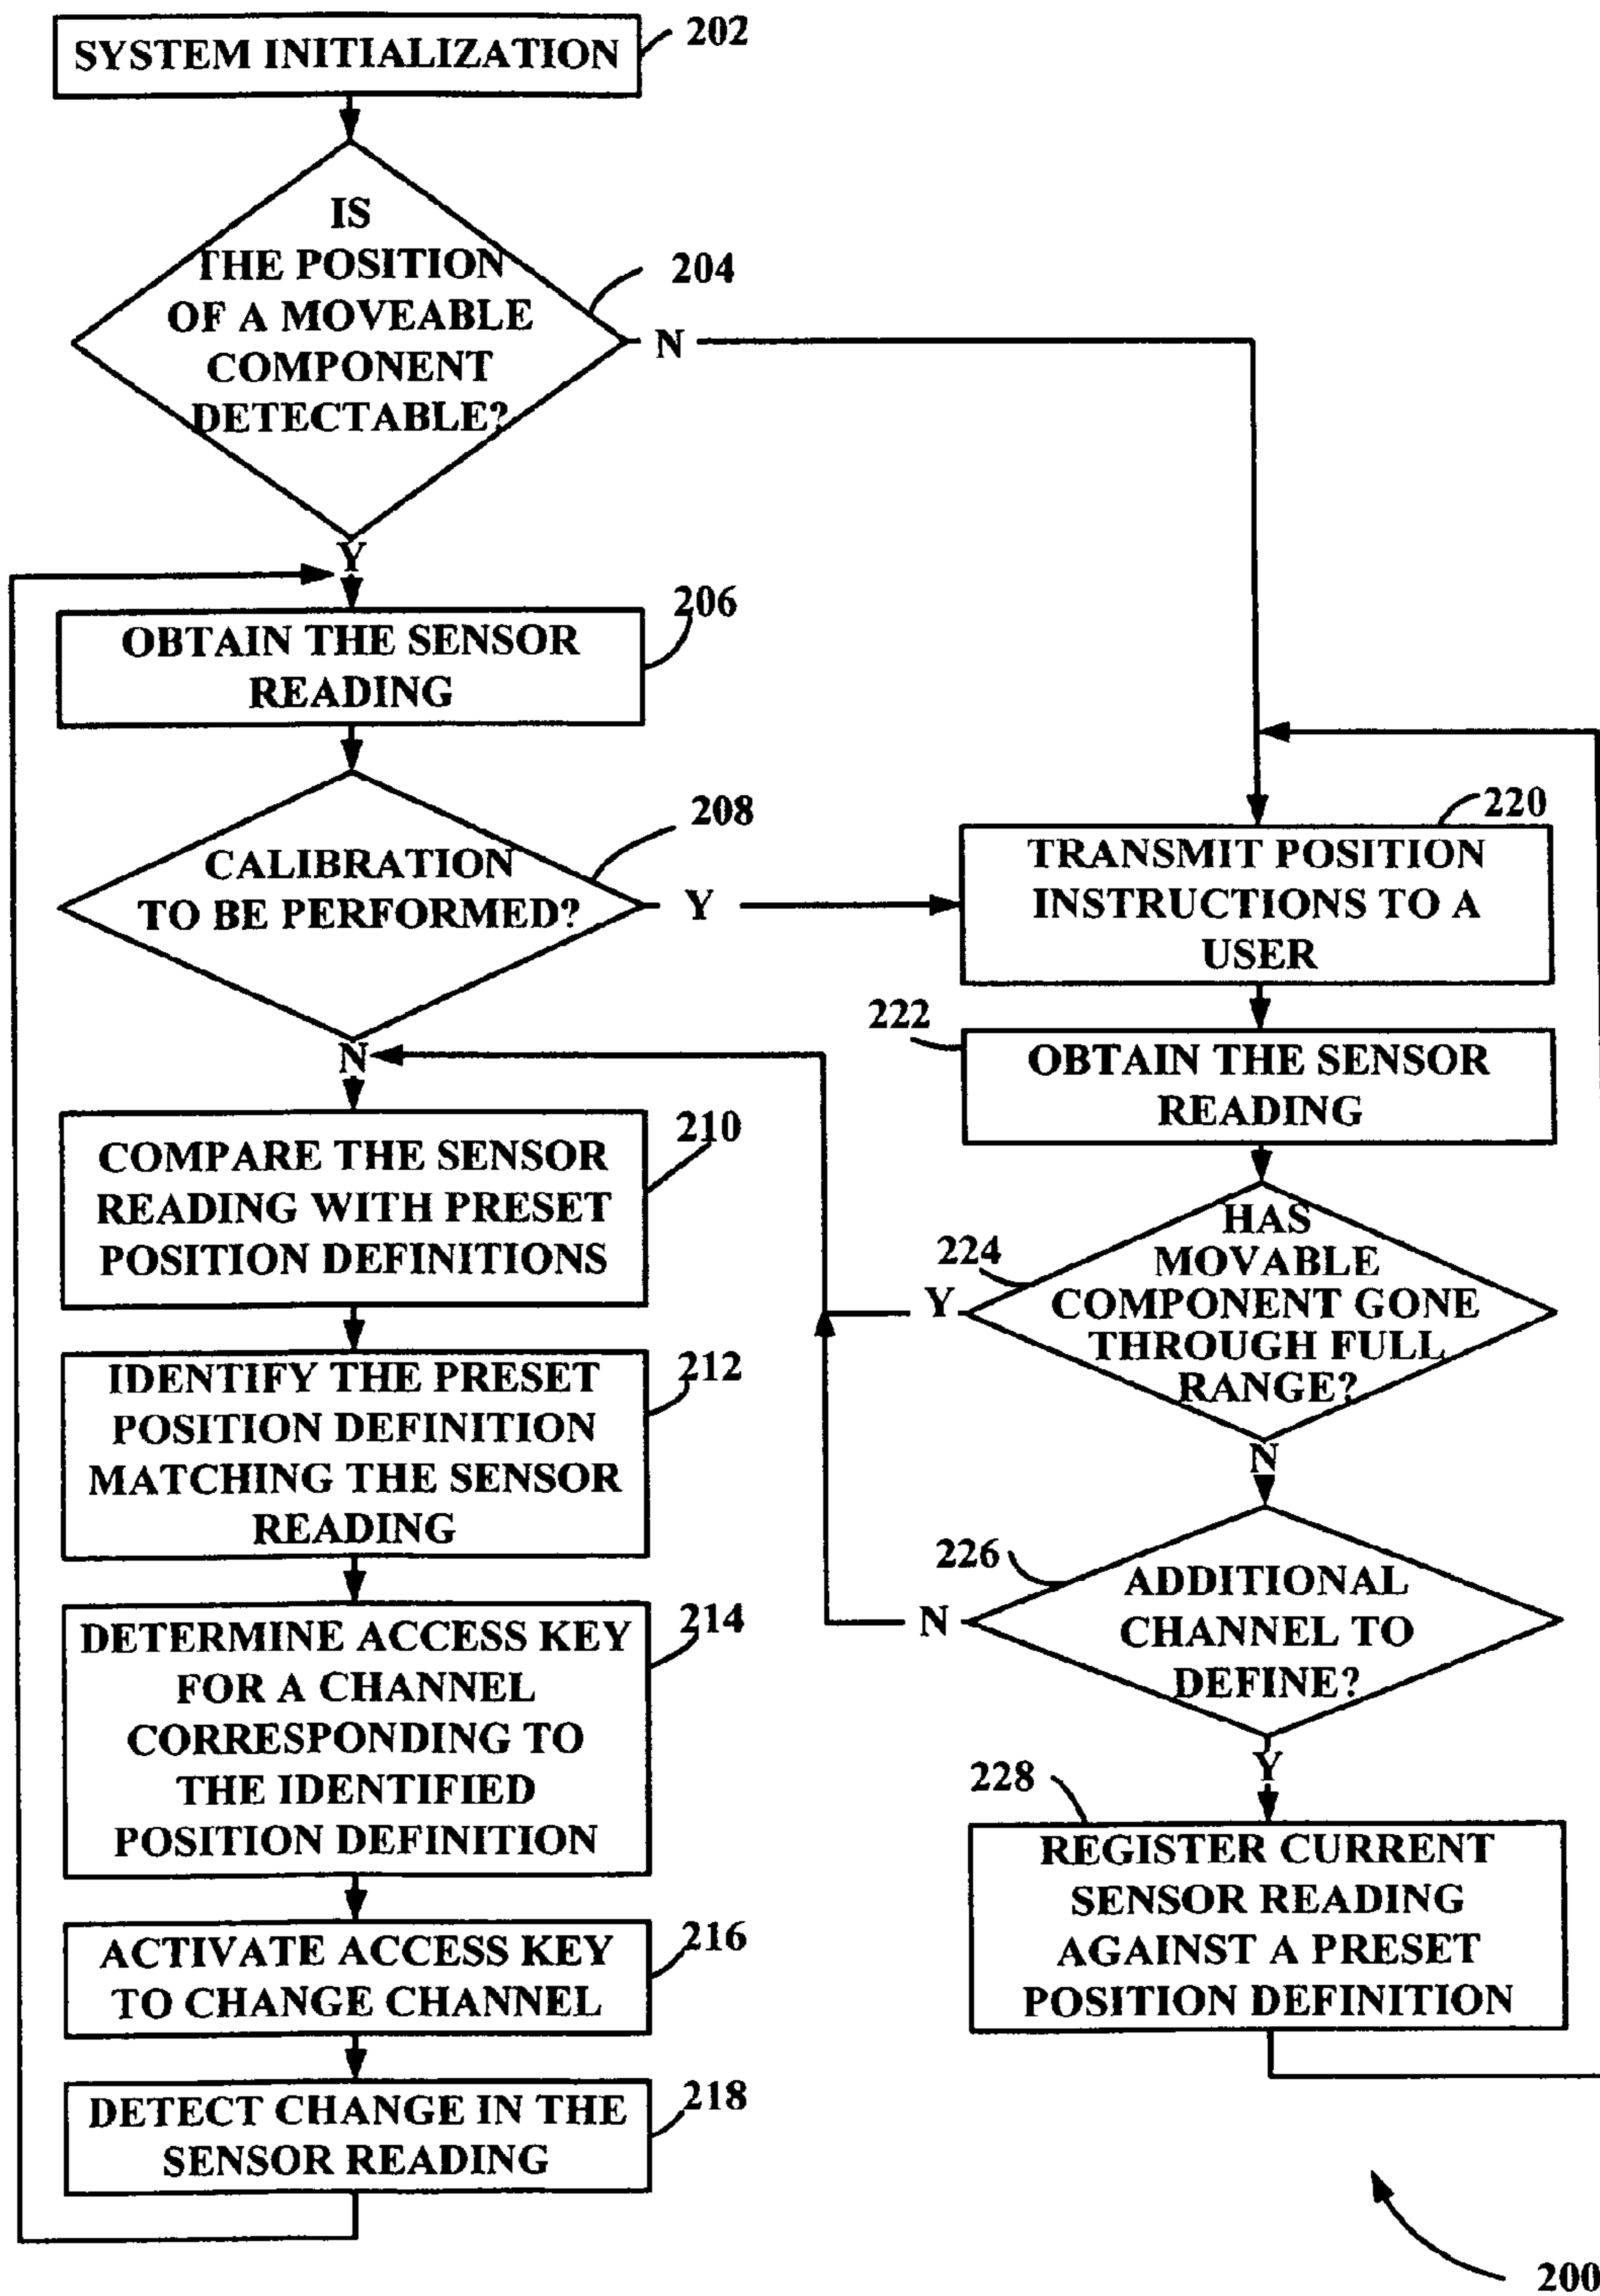 SYSTEM INITIALIZATION
202
IS
THE POSITION
OF A MOVEABLE
COMPONENT
DETECTABLE?
204
N
Y
206
OBTAIN THE SENSOR
READING
208
CALIBRATION
TO BE PERFORMED?
Y
N
210
COMPARE THE SENSOR
READING WITH PRESET
POSITION DEFINITIONS
212
IDENTIFY THE PRESET
POSITION DEFINITION
MATCHING THE SENSOR
READING
214
DETERMINE ACCESS KEY
FOR A CHANNEL
CORRESPONDING TO
THE IDENTIFIED
POSITION DEFINITION
216
ACTIVATE ACCESS KEY
TO CHANGE CHANNEL
218
DETECT CHANGE IN THE
SENSOR READING
220
TRANSMIT POSITION
INSTRUCTIONS TO A
USER
222
OBTAIN THE SENSOR
READING
224
HAS
MOVABLE
COMPONENT GONE
THROUGH FULL
RANGE?
Y
N
226
ADDITIONAL
CHANNEL TO
DEFINE?
N
Y
228
REGISTER CURRENT
SENSOR READING
AGAINST A PRESET
POSITION DEFINITION
200